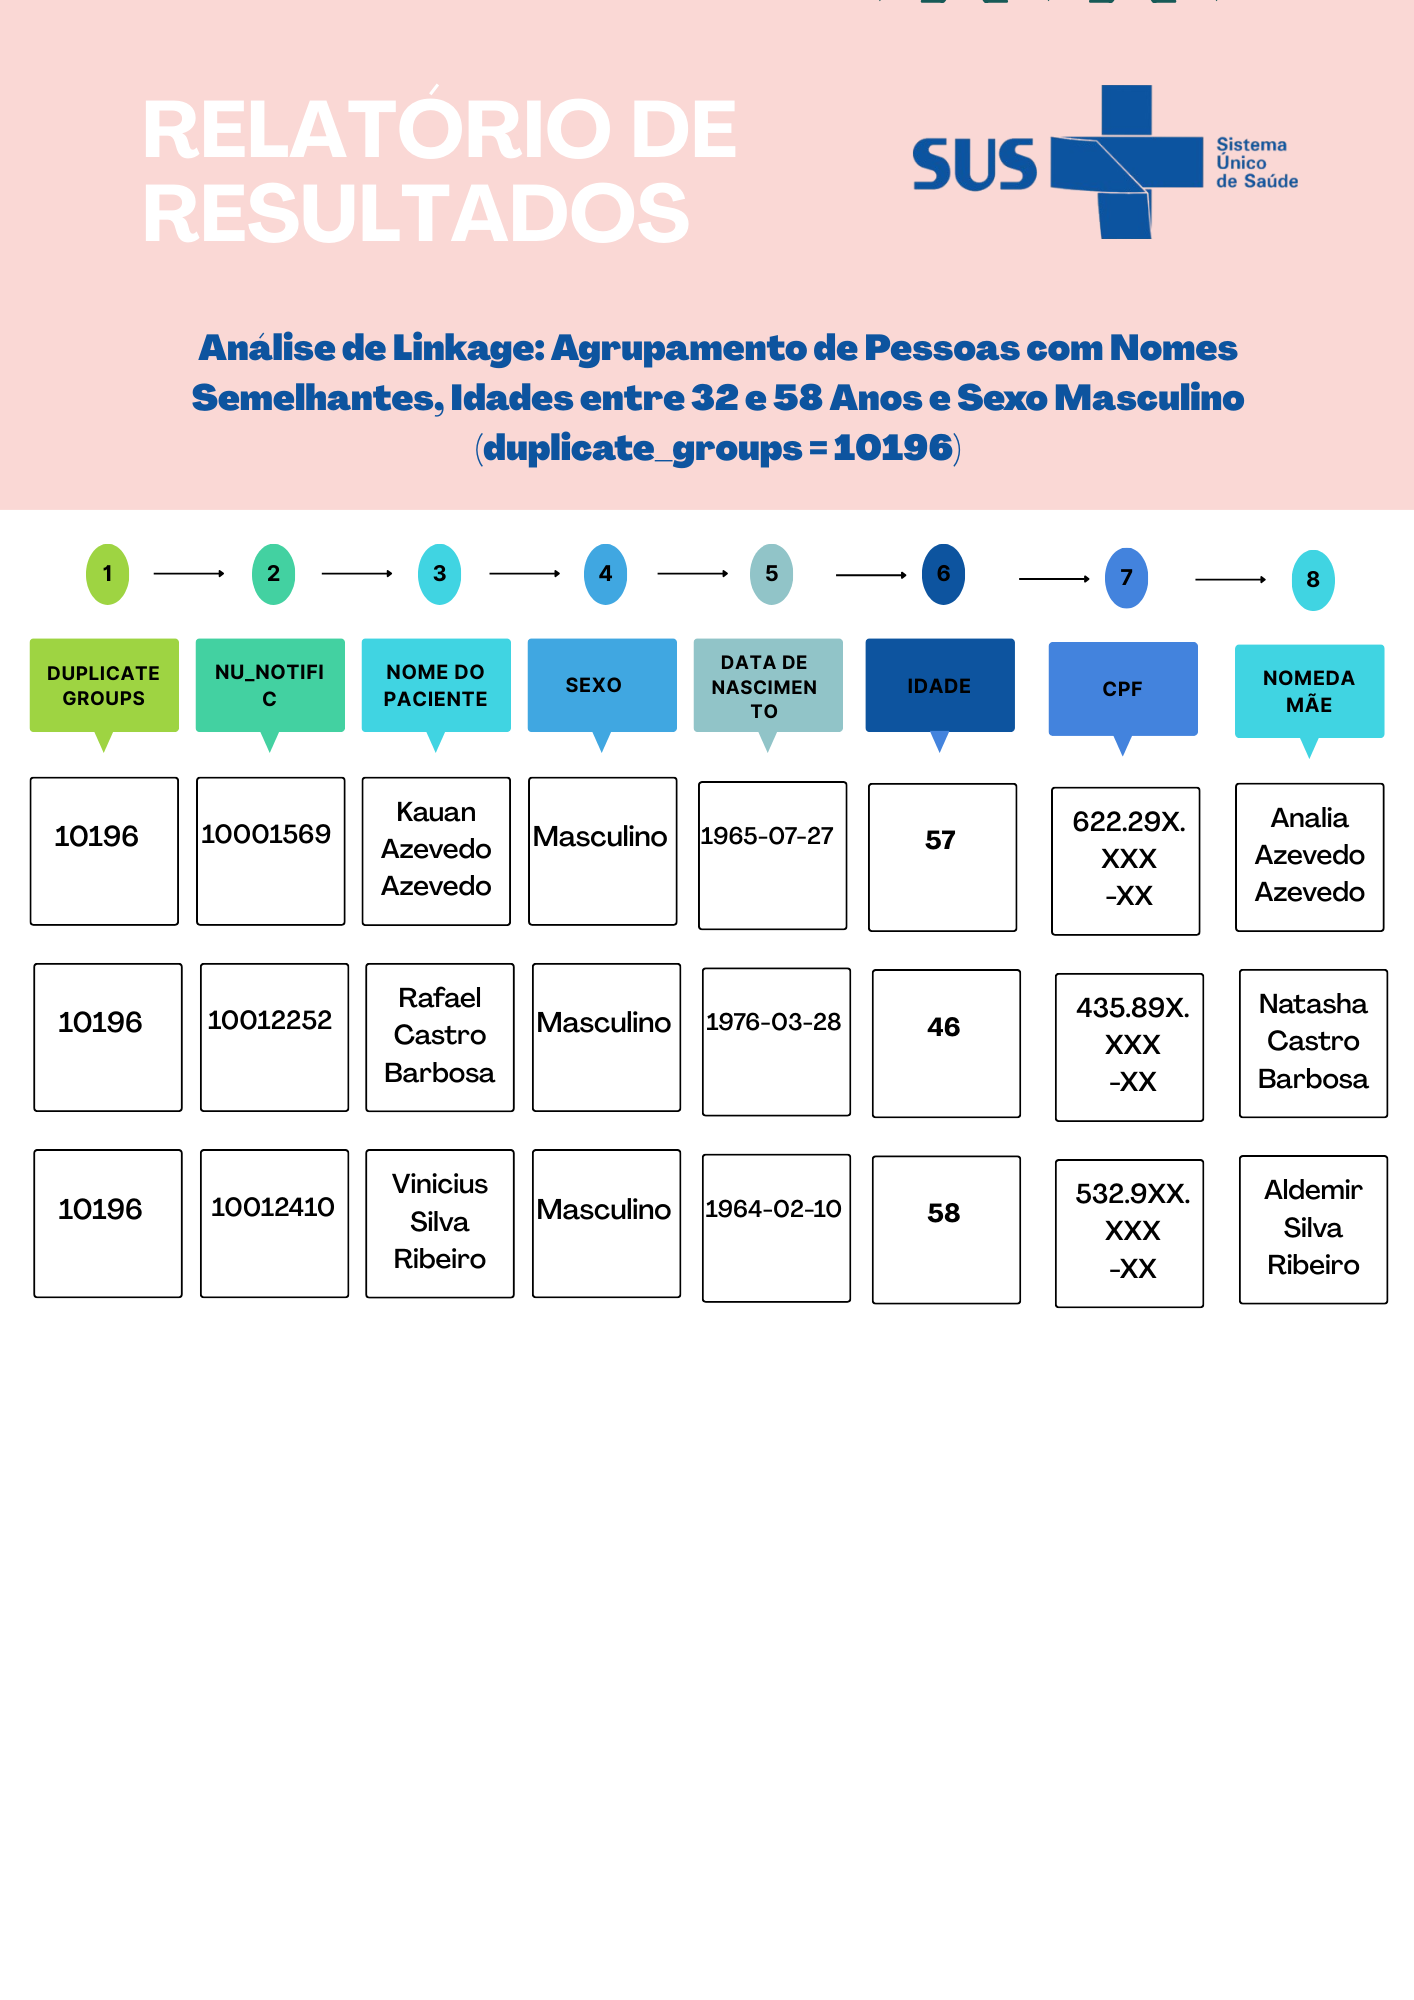 RELATÓRIO DE
RESULTADOS
SUS
Sistema
Único
de Saúde
Análise de Linkage: Agrupamento de Pessoas com Nomes
Semelhantes, Idades entre 32 e 58 Anos e Sexo Masculino
(duplicate_groups = 10196)
1 2 3 4 5 6 7 8
DUPLICATE
GROUPS
NU_NOTIFI
C
NOME DO
PACIENTE
SEXO
DATA DE
NASCIMEN
TO
IDADE
CPF
NOMEDA
MÃE
10196
10001569
Kauan
Azevedo
Azevedo
Masculino
1965-07-27
57
622.29X.
XXX
-XX
Analia
Azevedo
Azevedo
10196
10012252
Rafael
Castro
Barbosa
Masculino
1976-03-28
46
435.89X.
XXX
-XX
Natasha
Castro
Barbosa
10196
10012410
Vinicius
Silva
Ribeiro
Masculino
1964-02-10
58
532.9XX.
XXX
-XX
Aldemir
Silva
Ribeiro